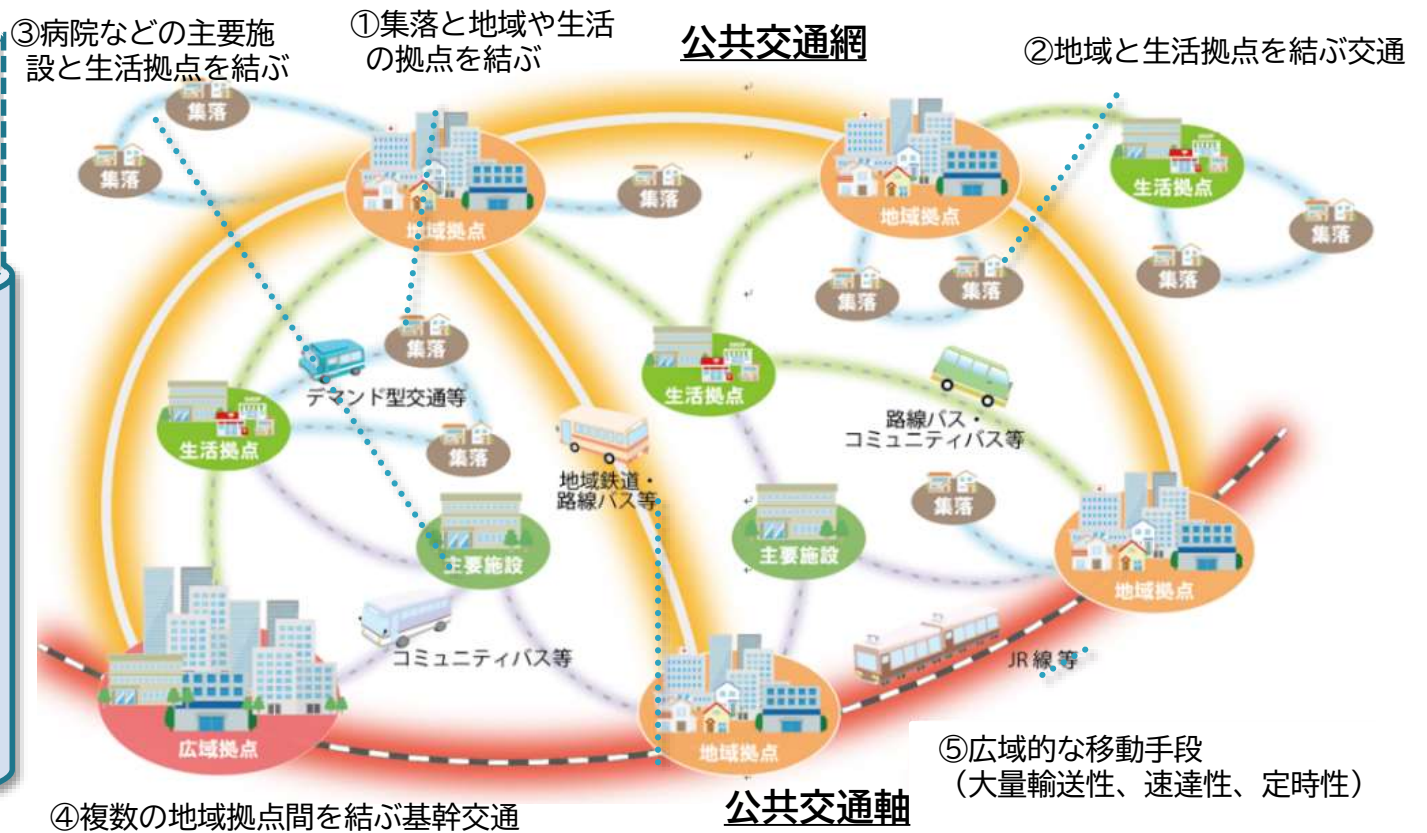 ③病院などの主要施
設と生活拠点を結ぶ
①集落と地域や生活
の拠点を結ぶ
公共交通網
②地域と生活拠点を結ぶ交通
集落
集落
地域拠点
集落
地域拠点
生活拠点
集落
集落
集落
集落
集落
デマンド型交通等
生活拠点
集落
生活拠点
路線バス・
コミュニティバス等
地域鉄道・
路線バス等
集落
主要施設
主要施設
地域拠点
コミュニティバス等
JR線等
広域拠点
地域拠点
⑤広域的な移動手段
（大量輸送性、速達性、定時性）
公共交通軸
④複数の地域拠点間を結ぶ基幹交通